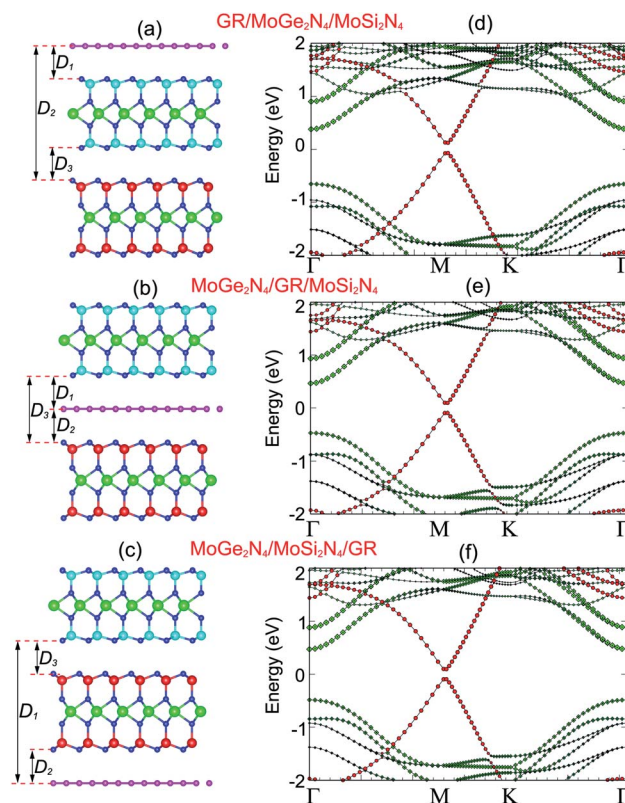 GR/MoGe₂N₄/MoSi₂N₄
(a)
(d)
D₁
D₂
D₃
Energy (eV)
2
1
0
-1
-2
Γ M K Γ
MoGe₂N₄/GR/MoSi₂N₄
(b)
(e)
D₁
D₃
D₂
Energy (eV)
2
1
0
-1
-2
Γ M K Γ
MoGe₂N₄/MoSi₂N₄/GR
(c)
(f)
D₃
D₁
D₂
Energy (eV)
2
1
0
-1
-2
Γ M K Γ